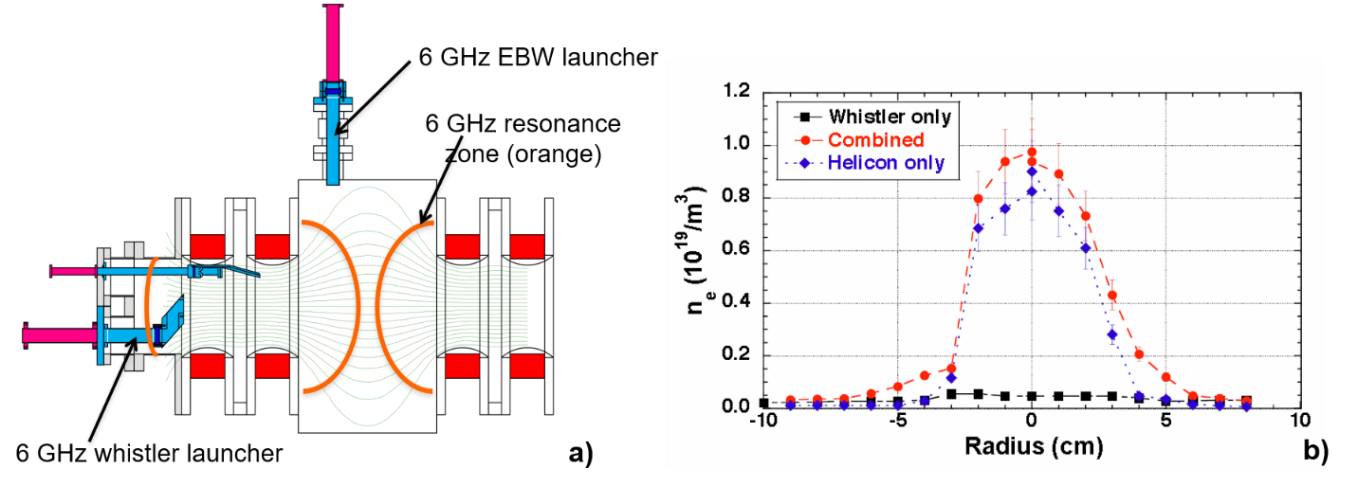 6 GHz EBW launcher
6 GHz resonance
zone (orange)
6 GHz whistler launcher
a)
1.2
1.0
0.8
0.6
0.4
0.2
0.0
n_e (10^19/m^3)
Whistler only
Combined
Helicon only
-10
-5
0
5
10
Radius (cm)
b)